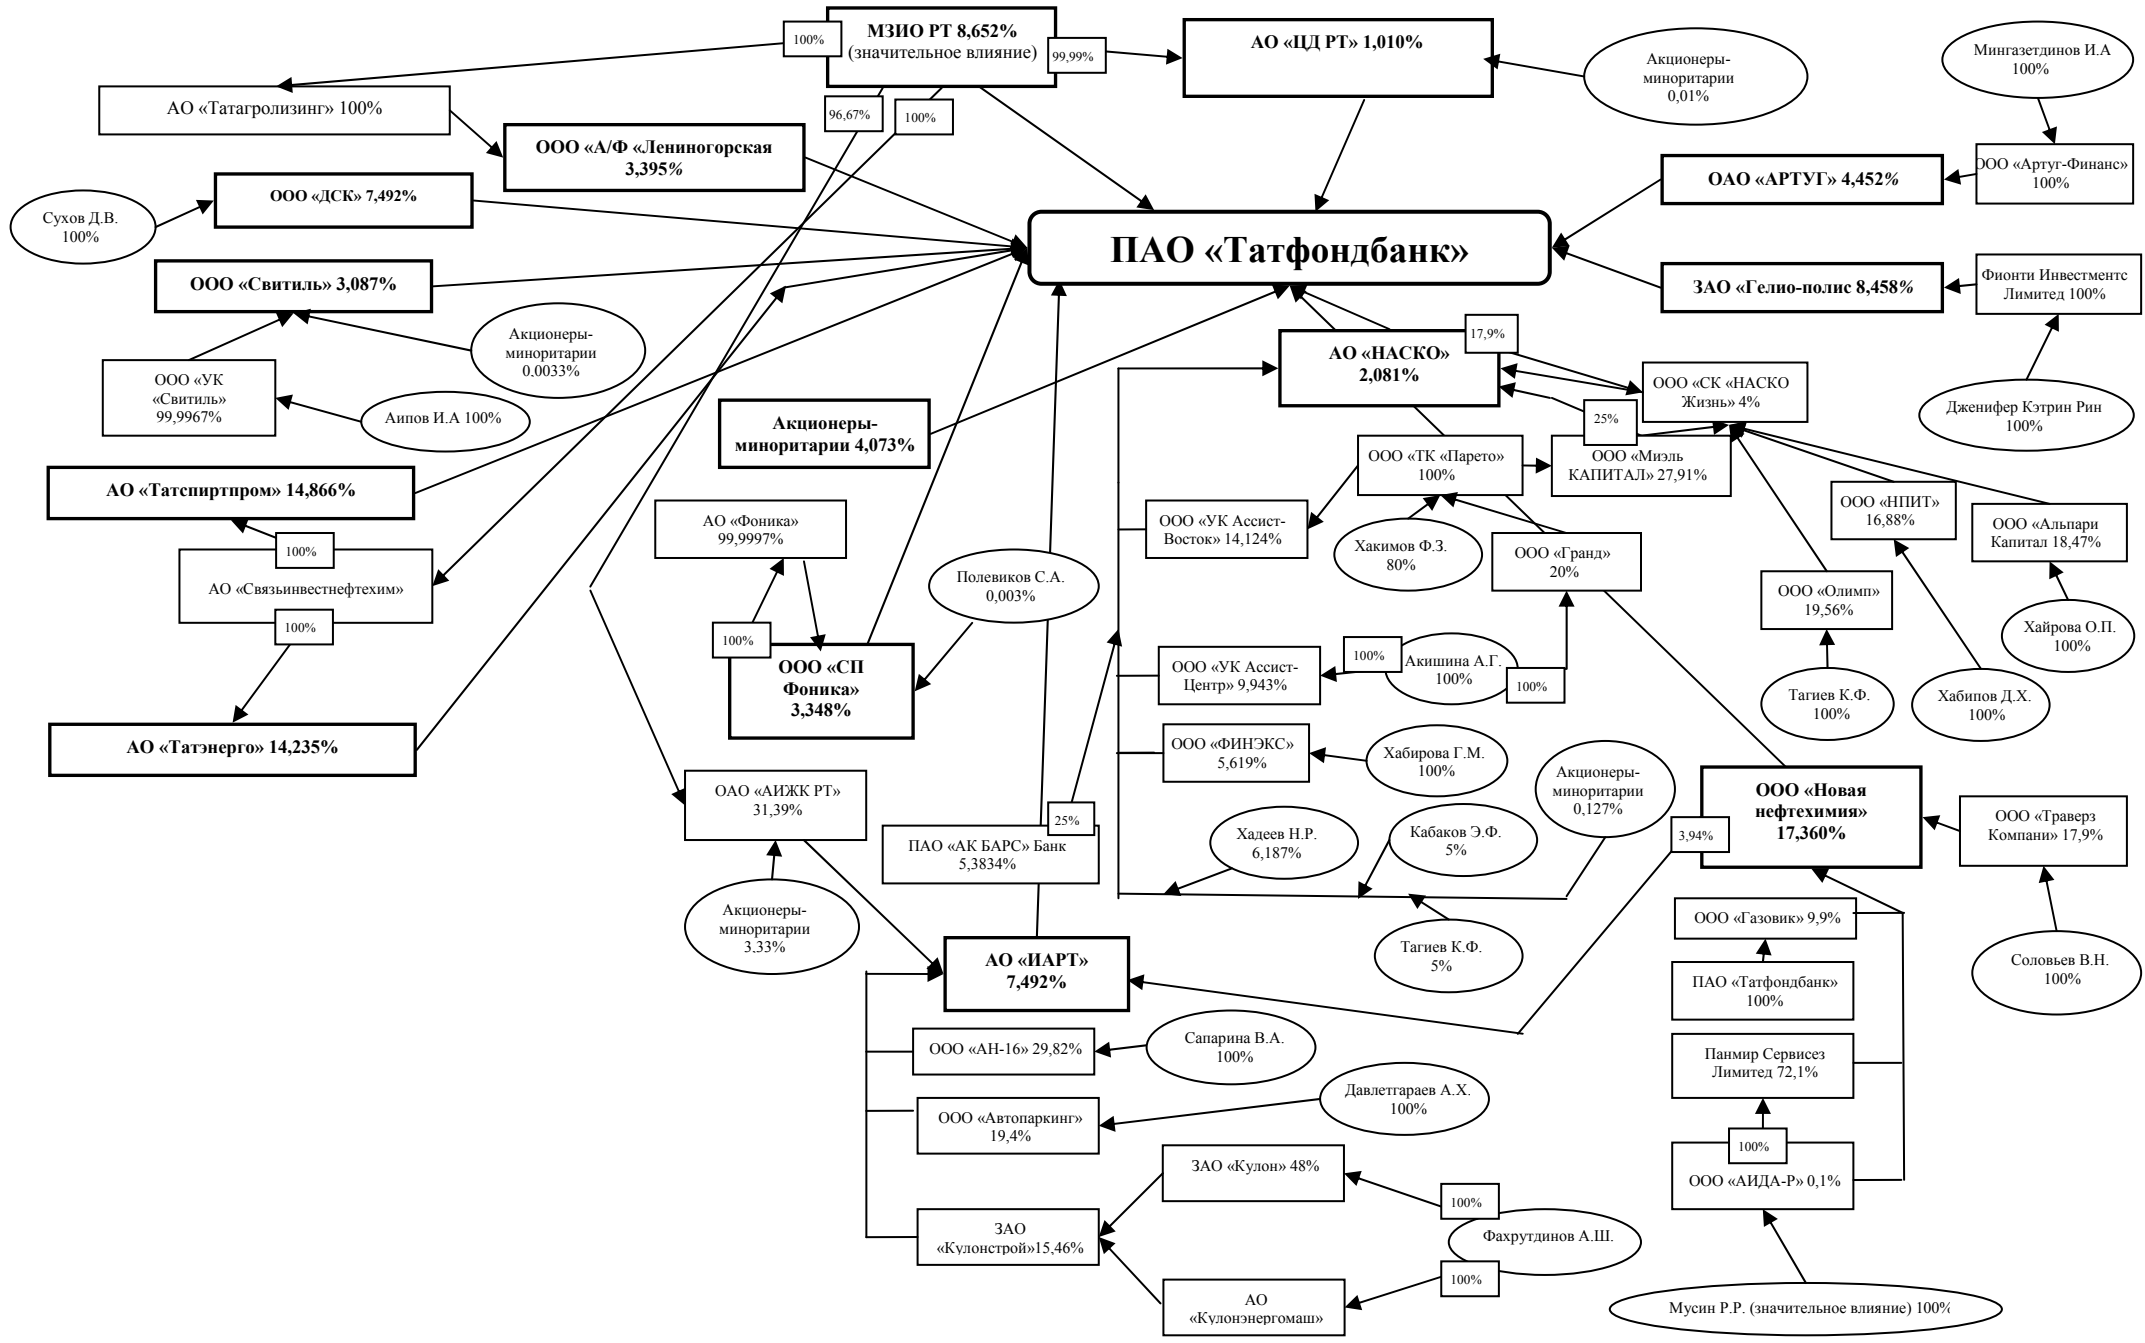 МЗИО РТ 8,652%
(значительное влияние)
100%
99,99%
96,67%
100%
АО «ЦД РТ» 1,010%
Акционеры-
миноритарии
0,01%
Мингазетдинов И.А
100%
АО «Татагролизинг» 100%
ООО «А/Ф «Лениногорская
3,395%
ОАО «АРТУГ» 4,452%
ООО «Артуг-Финанс»
100%
Сухов Д.В.
100%
ООО «ДСК» 7,492%
ПАО «Татфондбанк»
ООО «Свитиль» 3,087%
ЗАО «Гелио-полис 8,458%
Фионти Инвестментс
Лимитед 100%
Акционеры-
миноритарии
0,0033%
ООО «УК
«Свитиль»
99,9967%
Аипов И.А 100%
Акционеры-
миноритарии 4,073%
АО «НАСКО»
2,081%
17,9%
ООО «СК «НАСКО
Жизнь» 4%
25%
Дженифер Кэтрин Рин
100%
АО «Татспиртпром» 14,866%
100%
АО «Связьинвестнефтехим»
100%
АО «Татэнерго» 14,235%
АО «Фоника»
99,9997%
100%
ООО «СП
Фоника»
3,348%
Полевиков С.А.
0,003%
ООО «ТК «Парето»
100%
ООО «Миэль
КАПИТАЛ» 27,91%
ООО «УК Ассист-
Восток» 14,124%
Хакимов Ф.З.
80%
ООО «Гранд»
20%
ООО «НПИТ»
16,88%
ООО «Альпари
Капитал 18,47%
ООО «Олимп»
19,56%
Хайрова О.П.
100%
Тагиев К.Ф.
100%
Хабипов Д.Х.
100%
ООО «УК Ассист-
Центр» 9,943%
100%
Акишина А.Г.
100%
100%
ООО «ФИНЭКС»
5,619%
Хабирова Г.М.
100%
Акционеры-
миноритарии
0,127%
Хадеев Н.Р.
6,187%
Кабаков Э.Ф.
5%
Тагиев К.Ф.
5%
ОАО «АИЖК РТ»
31,39%
Акционеры-
миноритарии
3,33%
25%
ПАО «АК БАРС» Банк
5,3834%
АО «ИАРТ»
7,492%
ООО «Новая
нефтехимия»
17,360%
3,94%
ООО «Траверз
Компани» 17,9%
Соловьев В.Н.
100%
ООО «Газовик» 9,9%
ПАО «Татфондбанк»
100%
Панмир Сервисез
Лимитед 72,1%
100%
ООО «АИДА-Р» 0,1%
Мусин Р.Р. (значительное влияние) 100%
ООО «АН-16» 29,82%
Сапарина В.А.
100%
ООО «Автопаркинг»
19,4%
Давлетгараев А.Х.
100%
ЗАО
«Кулонстрой»15,46%
ЗАО «Кулон» 48%
100%
Фахрутдинов А.Ш.
100%
АО
«Кулонэнергомаш»